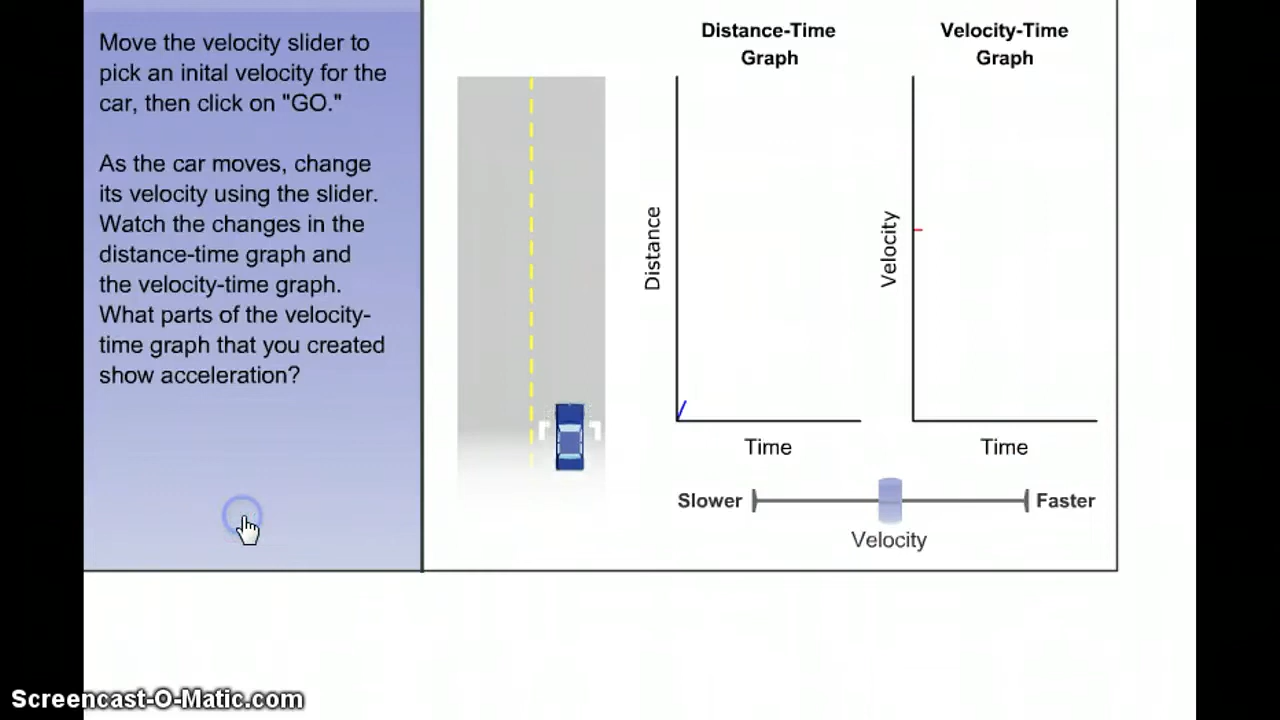 Move the velocity slider to
pick an inital velocity for the
car, then click on "GO."
As the car moves, change
its velocity using the slider.
Watch the changes in the
distance-time graph and
the velocity-time graph.
What parts of the velocity-
time graph that you created
show acceleration?
Distance-Time
Graph
Distance
Time
Velocity-Time
Graph
Velocity
Time
Slower
Faster
Velocity
Screencast-O-Matic.com